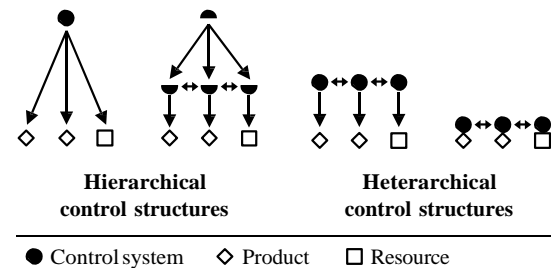 Hierarchical
control structures
Heterarchical
control structures
Control system
Product
Resource